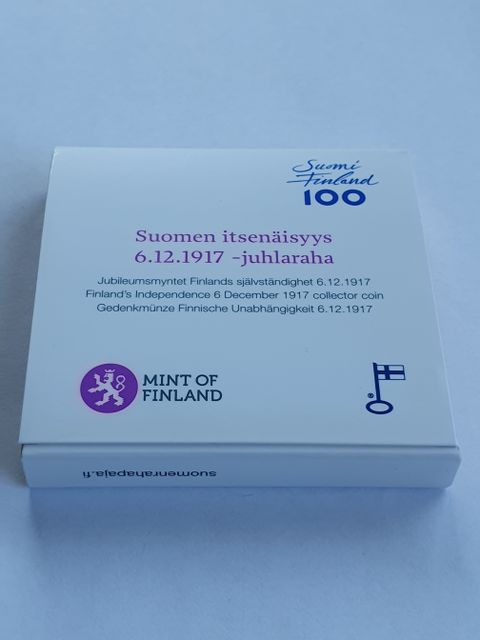 Suomi
Finland
100
Suomen itsenäisyys
6.12.1917 -juhlaraha
Jubileumsmyntet Finlands självständighet 6.12.1917
Finland's Independence 6 December 1917 collector coin
Gedenkmünze Finnische Unabhängigkeit 6.12.1917
MINT OF
FINLAND
®
suomenrahapaja.fi